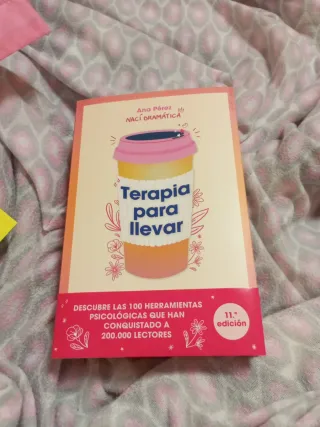 Ana Pérez
NACÍ DRAMÁTICA
Terapia
para
llevar
DESCUBRE LAS 100 HERRAMIENTAS
PSICOLÓGICAS QUE HAN
CONQUISTADO A
200.000 LECTORES
11.ª
edición